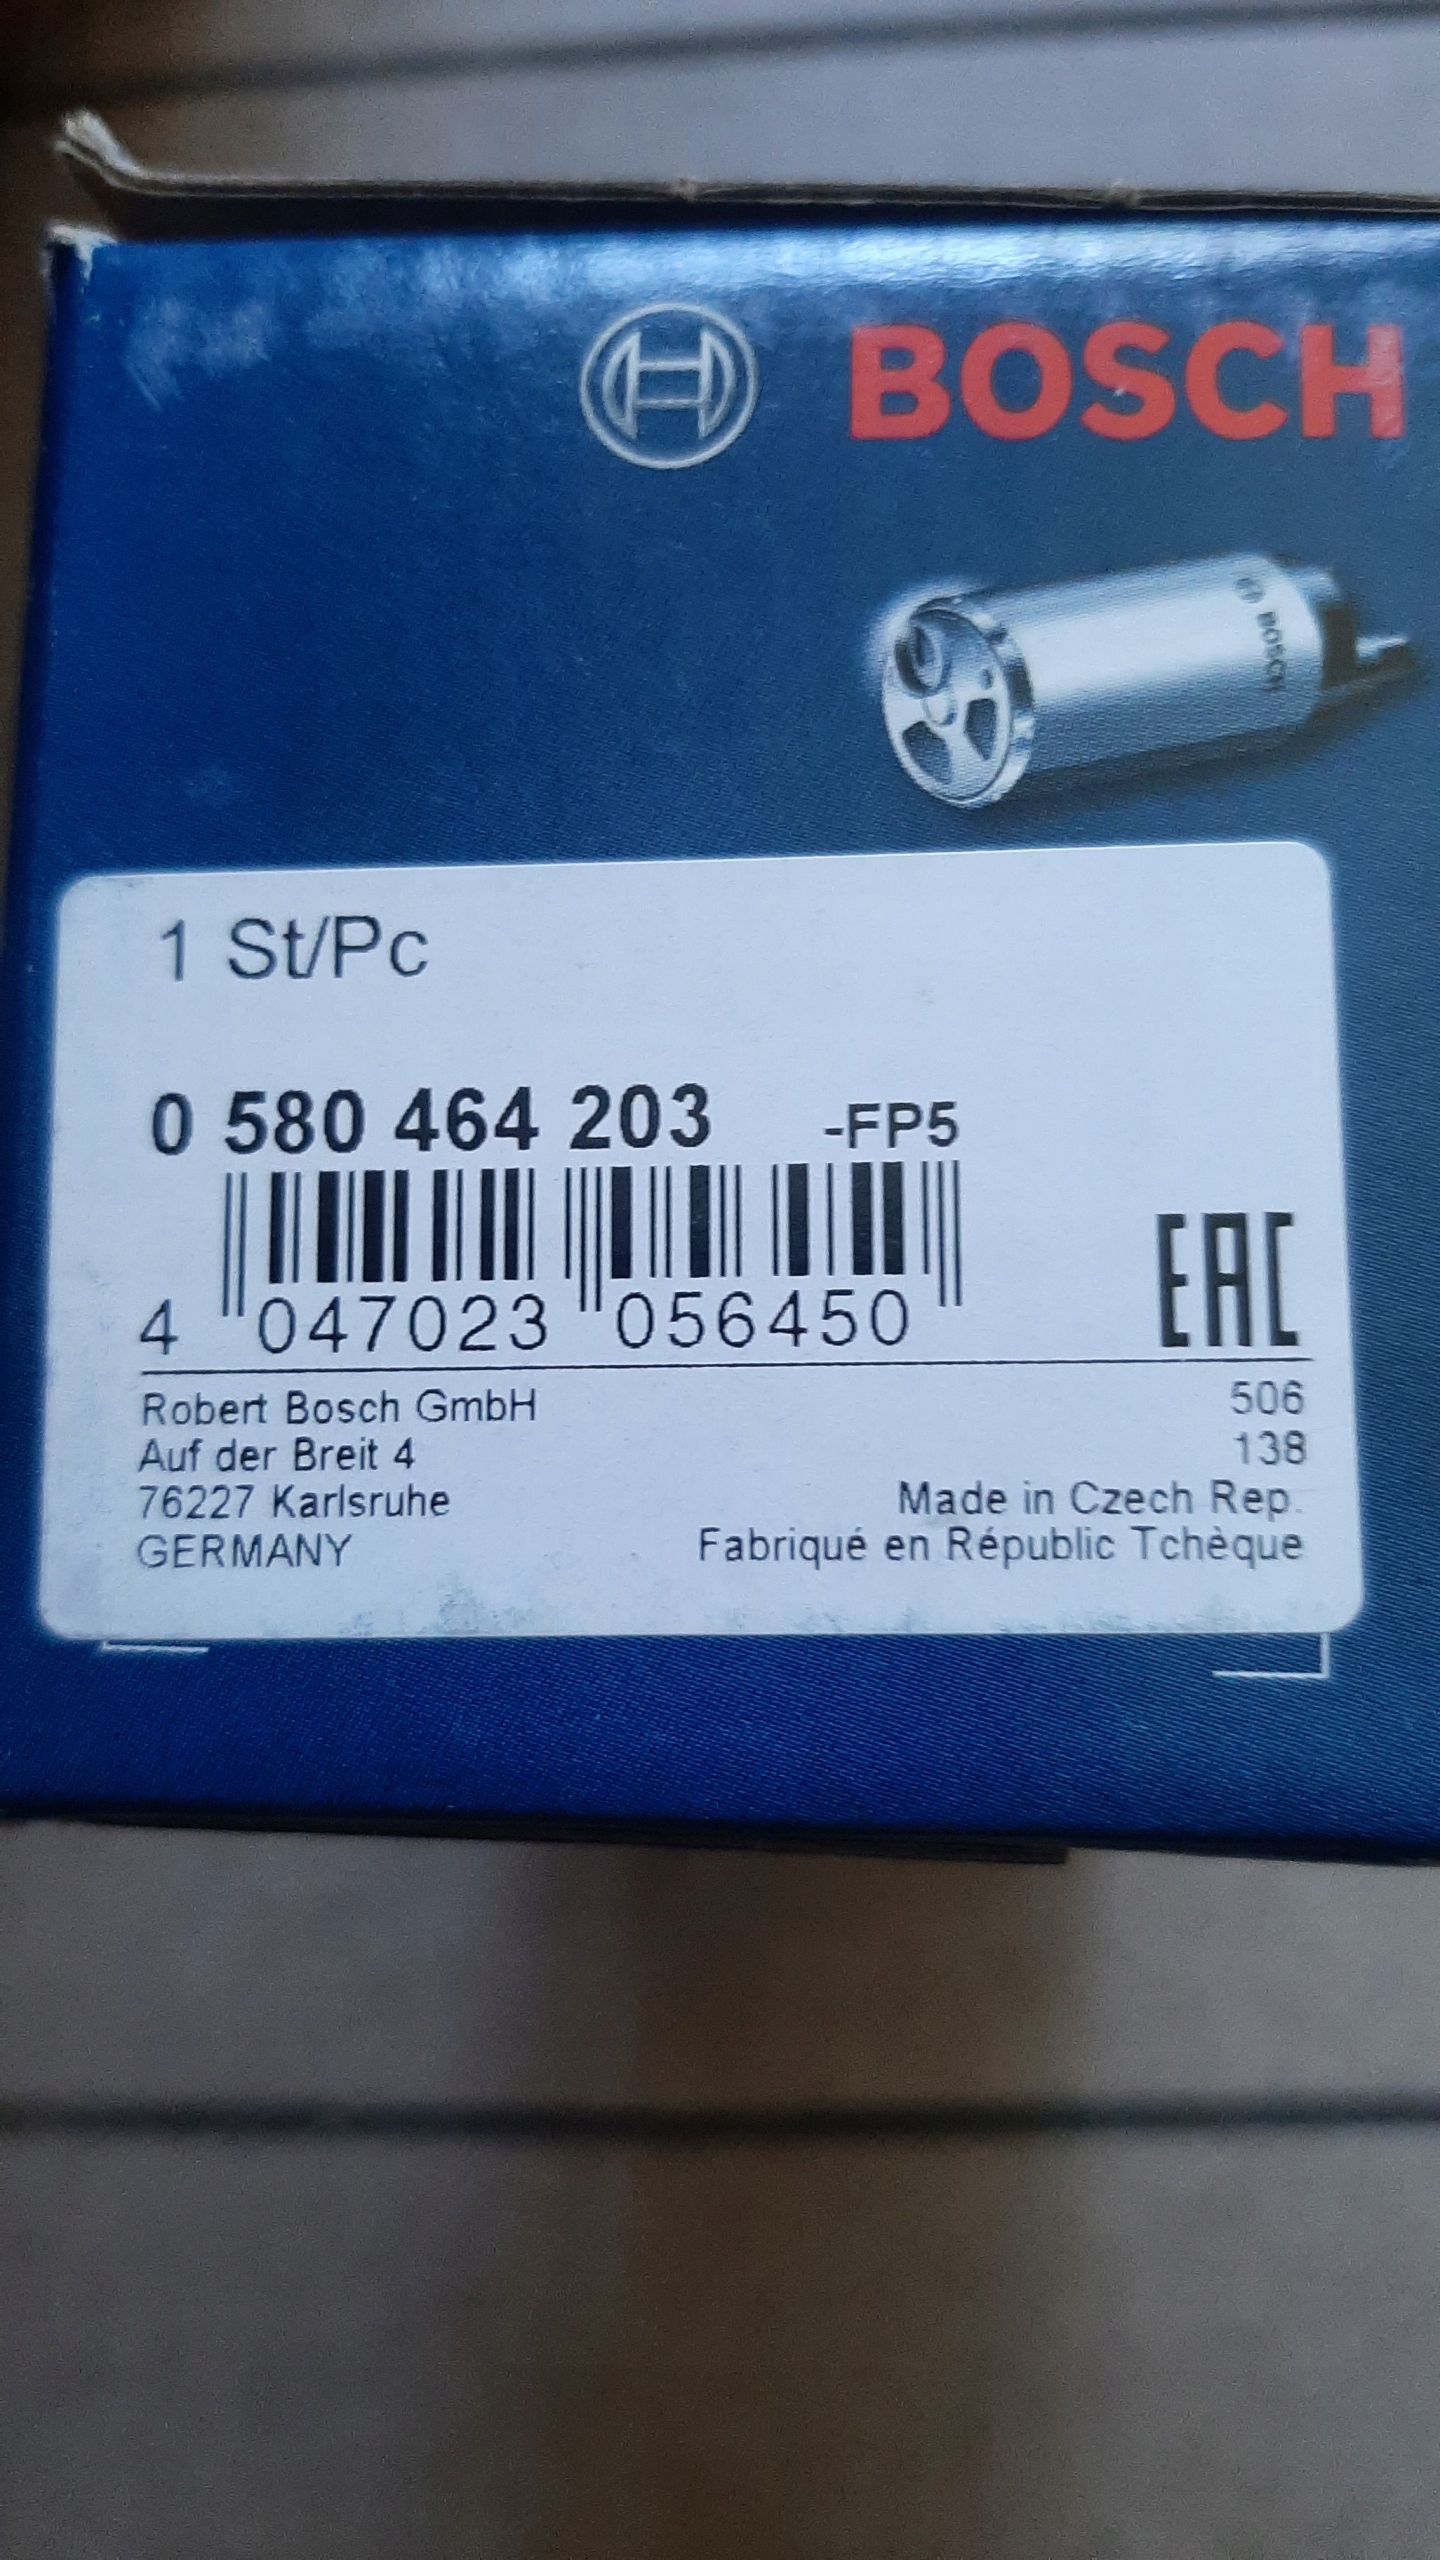 BOSCH
BOSCH
1 St/Pc
0 580 464 203 -FP5
4 047023 056450
EAC
Robert Bosch GmbH
506
Auf der Breit 4
138
76227 Karlsruhe
Made in Czech Rep.
GERMANY
Fabriqué en Républic Tchèque